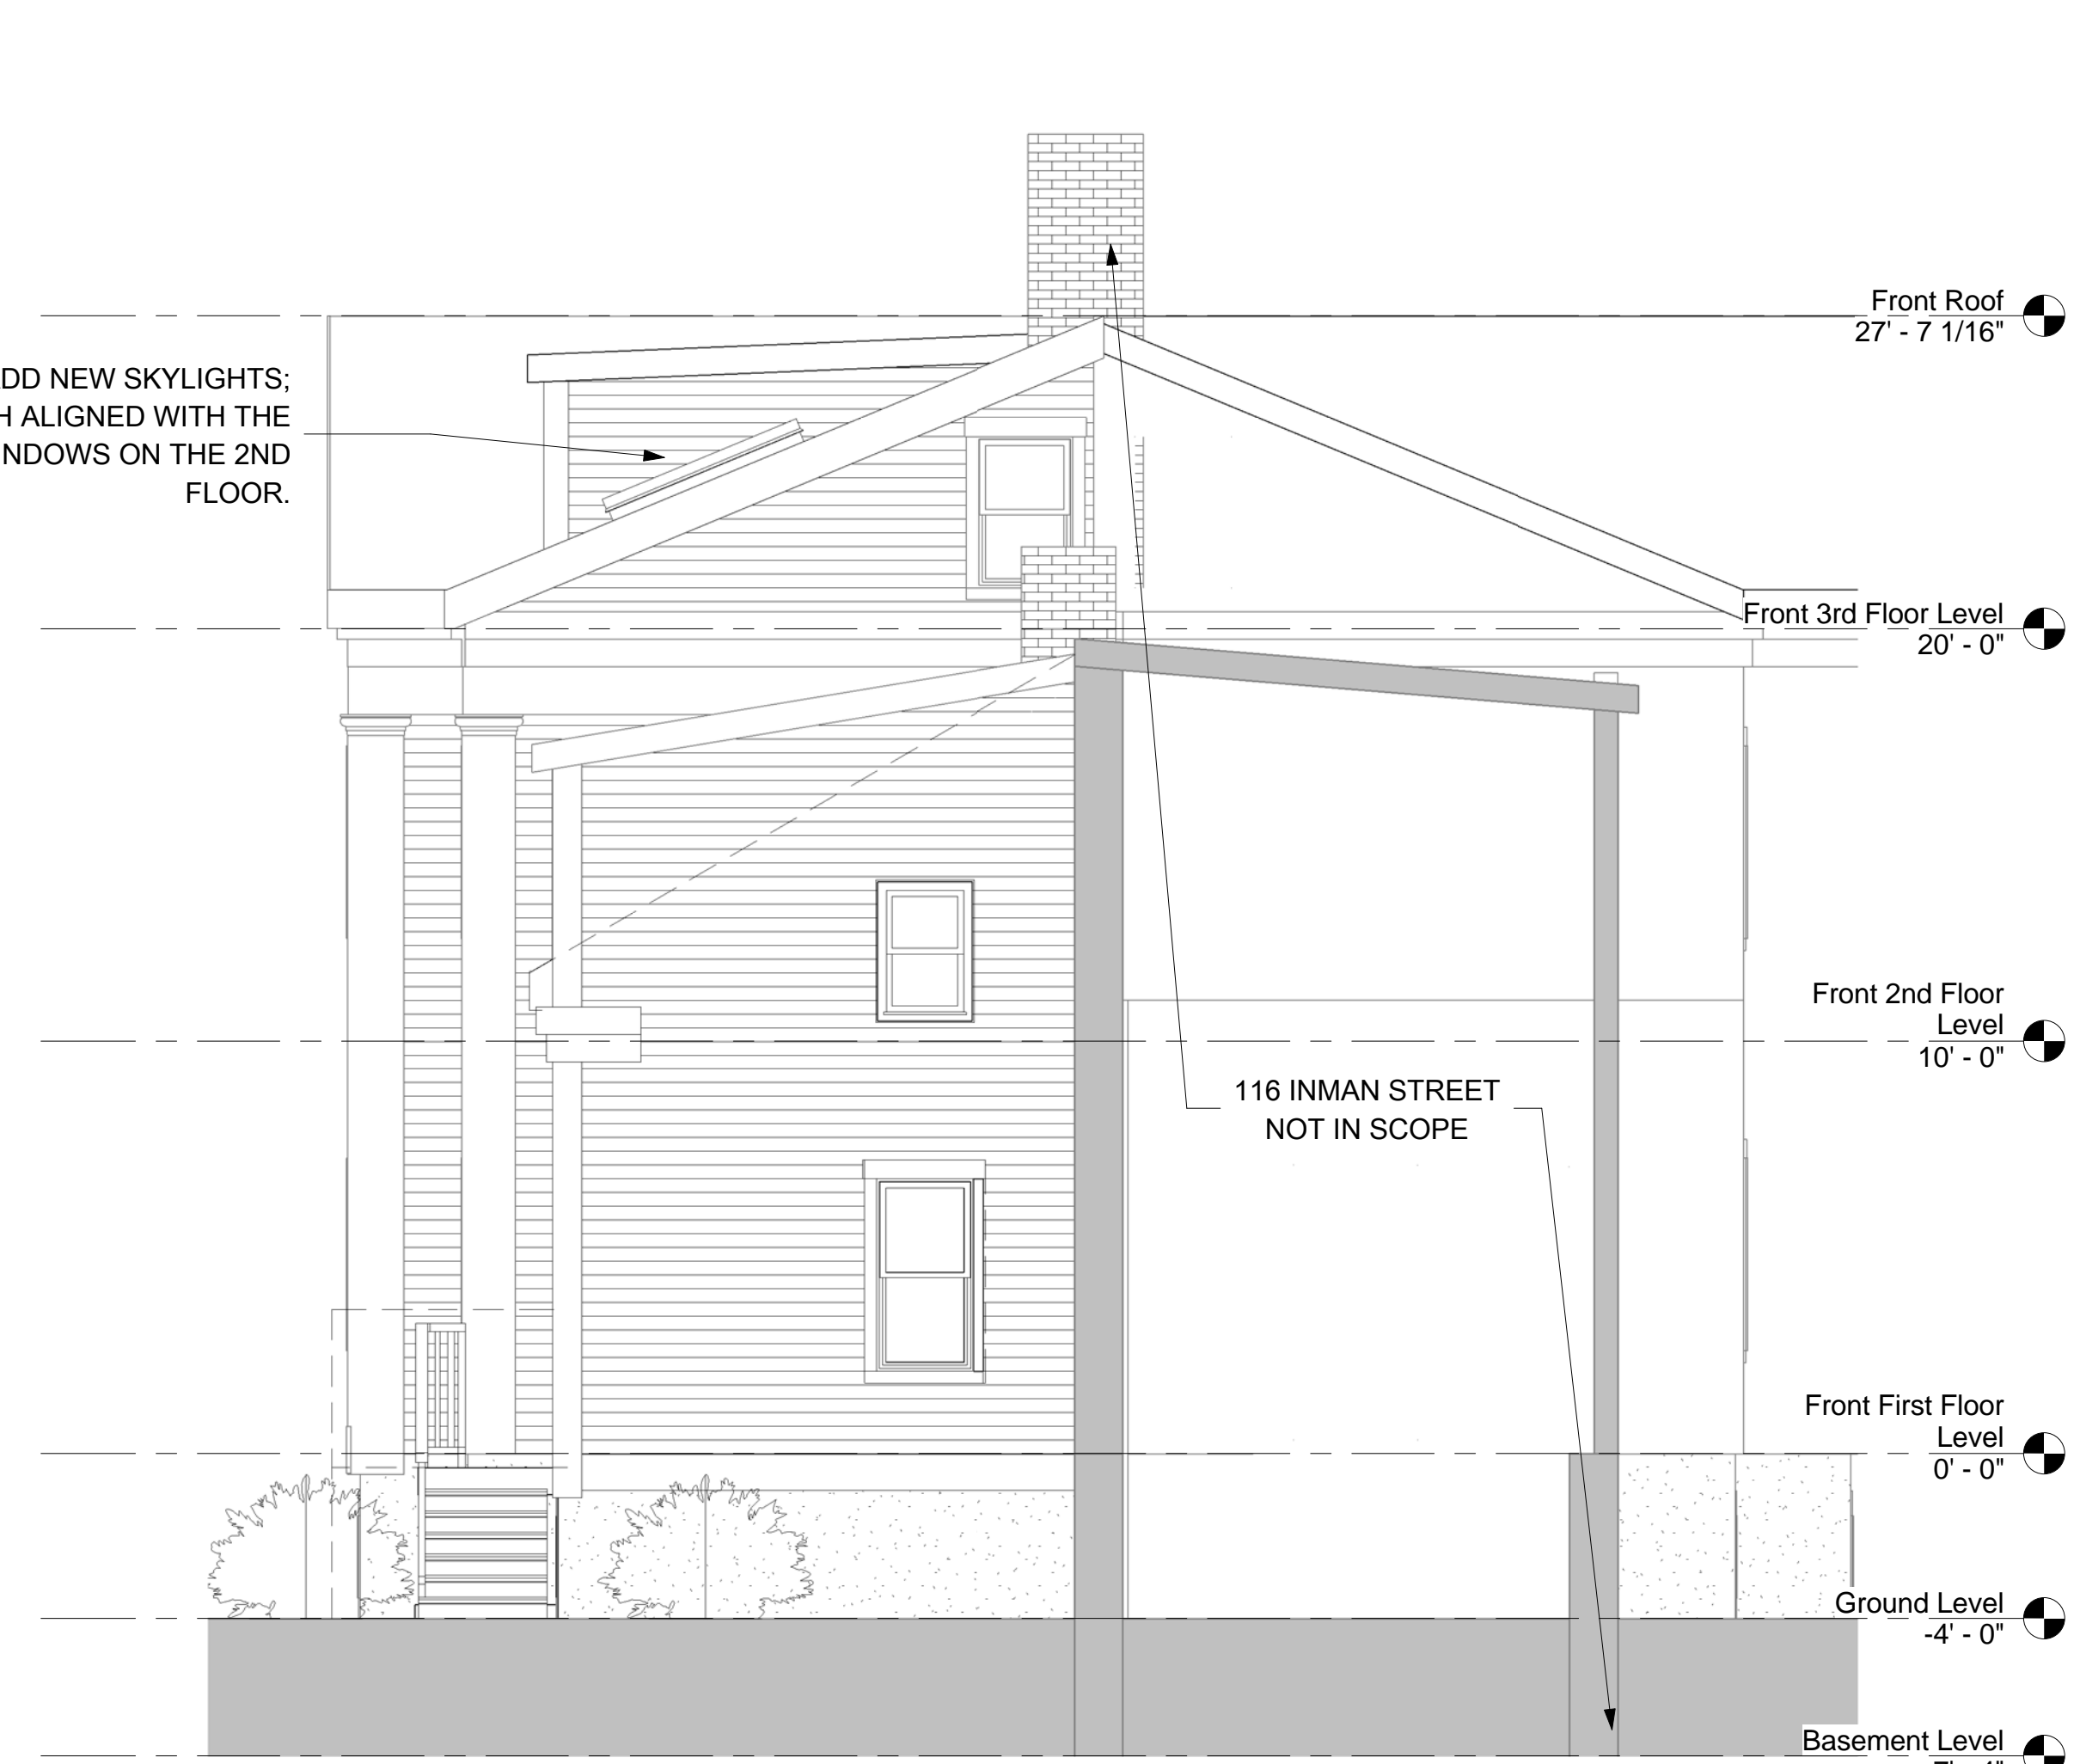 Front Roof
27' - 7 1/16"
NEW SKYLIGHTS;
ALIGNED WITH THE
ON THE 2ND
FLOOR.
Front 3rd Floor Level
20' - 0"
Front 2nd Floor
Level
10' - 0"
116 INMAN STREET
NOT IN SCOPE
Front First Floor
Level
0' - 0"
Ground Level
-4' - 0"
Basement Level